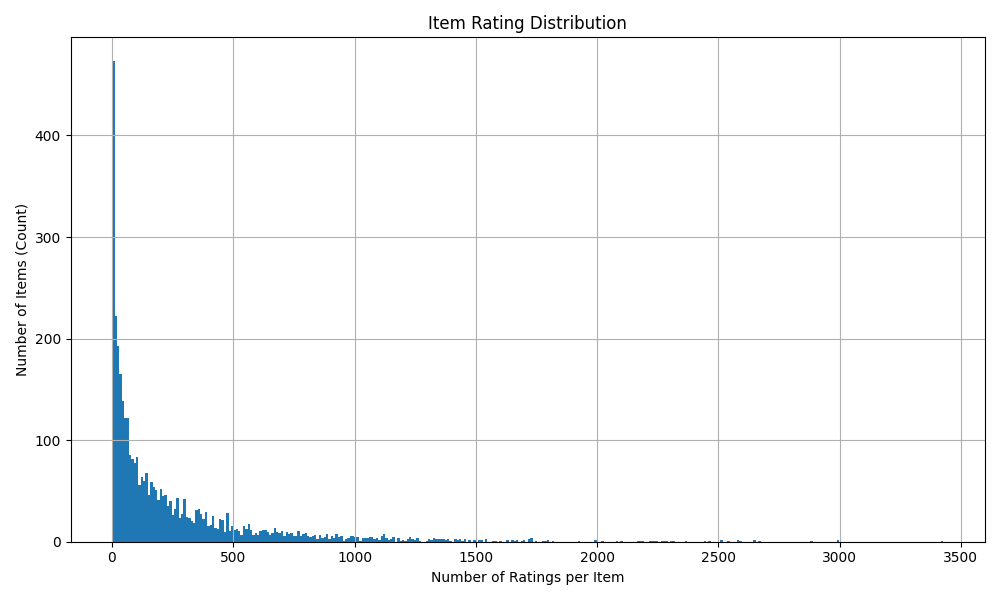 Item Rating Distribution
Number of Items (Count)
400
300
200
100
0
0 500 1000 1500 2000 2500 3000 3500
Number of Ratings per Item